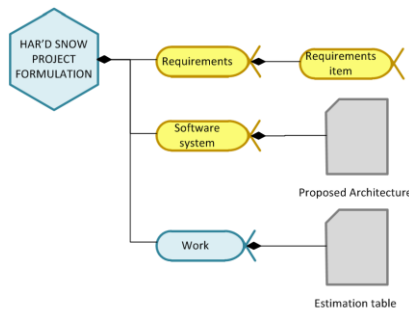 HAR'D SNOW
PROJECT
FORMULATION
Requirements
Requirements
item
Software
system
Proposed Architecture
Work
Estimation table